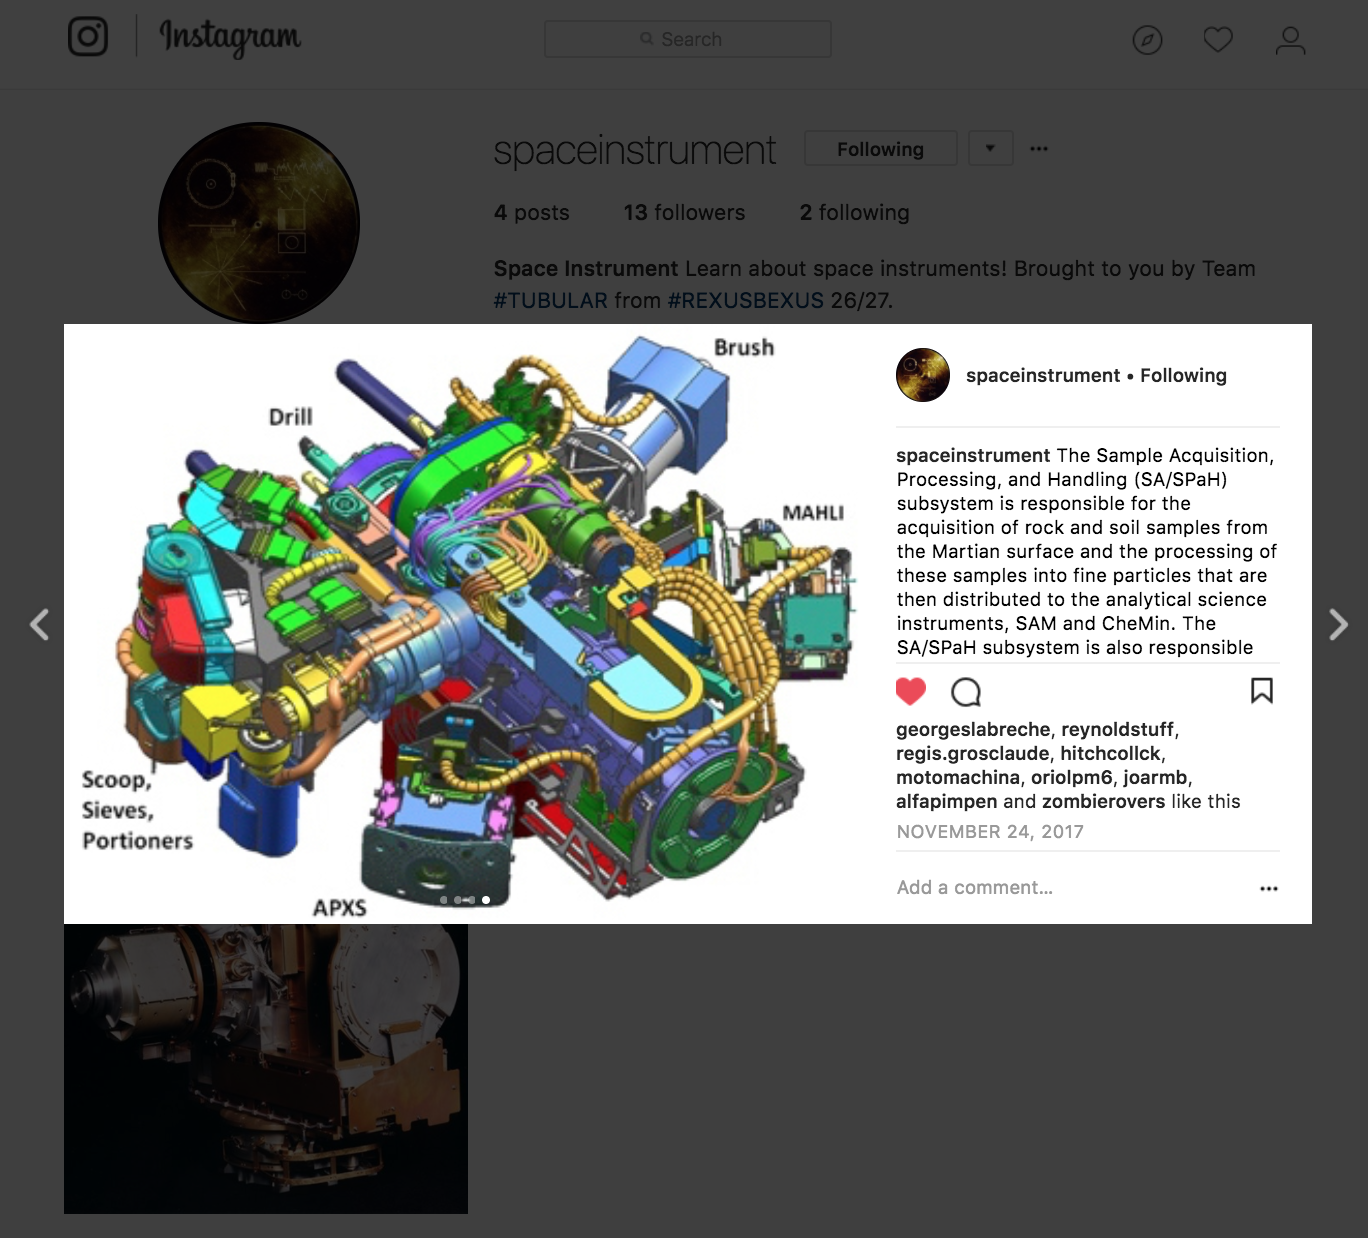 Instagram
Search
spaceinstrument Following
4 posts 13 followers 2 following
Space Instrument Learn about space instruments! Brought to you by Team
#TUBULAR from #REXUSBEXUS 26/27.
Brush
Drill
MAHLI
Scoop,
Sieves,
Portioners
APXS
spaceinstrument • Following
spaceinstrument The Sample Acquisition,
Processing, and Handling (SA/SPaH)
subsystem is responsible for the
acquisition of rock and soil samples from
the Martian surface and the processing of
these samples into fine particles that are
then distributed to the analytical science
instruments, SAM and CheMin. The
SA/SPaH subsystem is also responsible
georgeslabreche, reynoldstuff,
regis.grosclaude, hitchcollck,
motomachina, oriolpm6, joarmb,
alfapimpen and zombierovers like this
NOVEMBER 24, 2017
Add a comment...